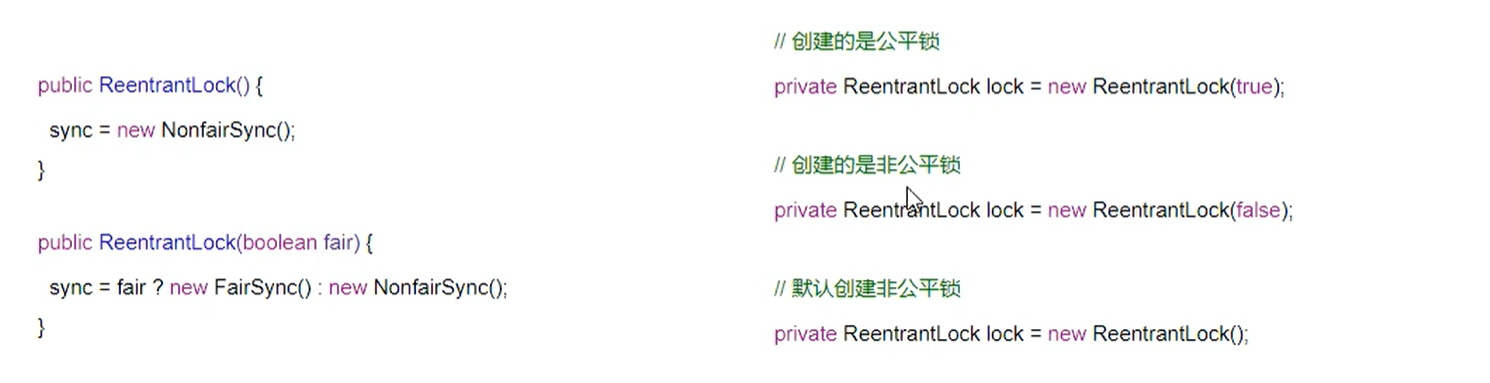 public ReentrantLock() {
sync = new NonfairSync();
}
public ReentrantLock(boolean fair) {
sync = fair ? new FairSync() : new NonfairSync();
}
// 创建的是公平锁
private ReentrantLock lock = new ReentrantLock(true);
// 创建的是非公平锁
private ReentrantLock lock = new ReentrantLock(false);
// 默认创建非公平锁
private ReentrantLock lock = new ReentrantLock();